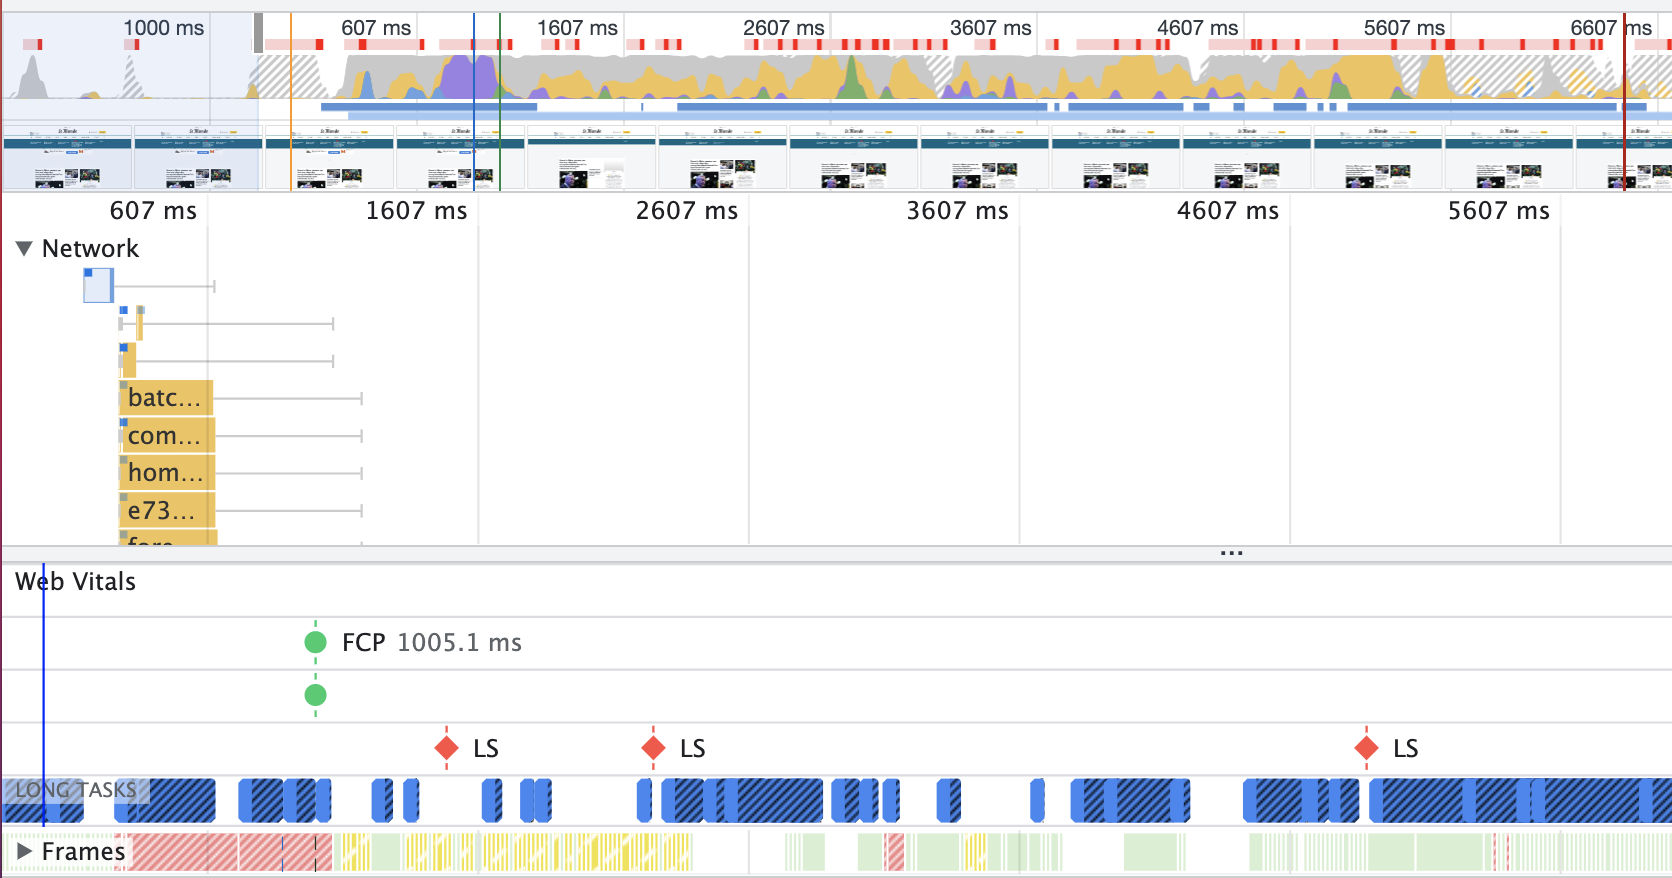 1000 ms 607 ms 1607 ms 2607 ms 3607 ms 4607 ms 5607 ms 6607 ms
607 ms 1607 ms 2607 ms 3607 ms 4607 ms 5607 ms
▼ Network
batc…
com…
hom…
e73…
...
Web Vitals
FCP 1005.1 ms
LS LS LS
LONG TASKS
▶ Frames